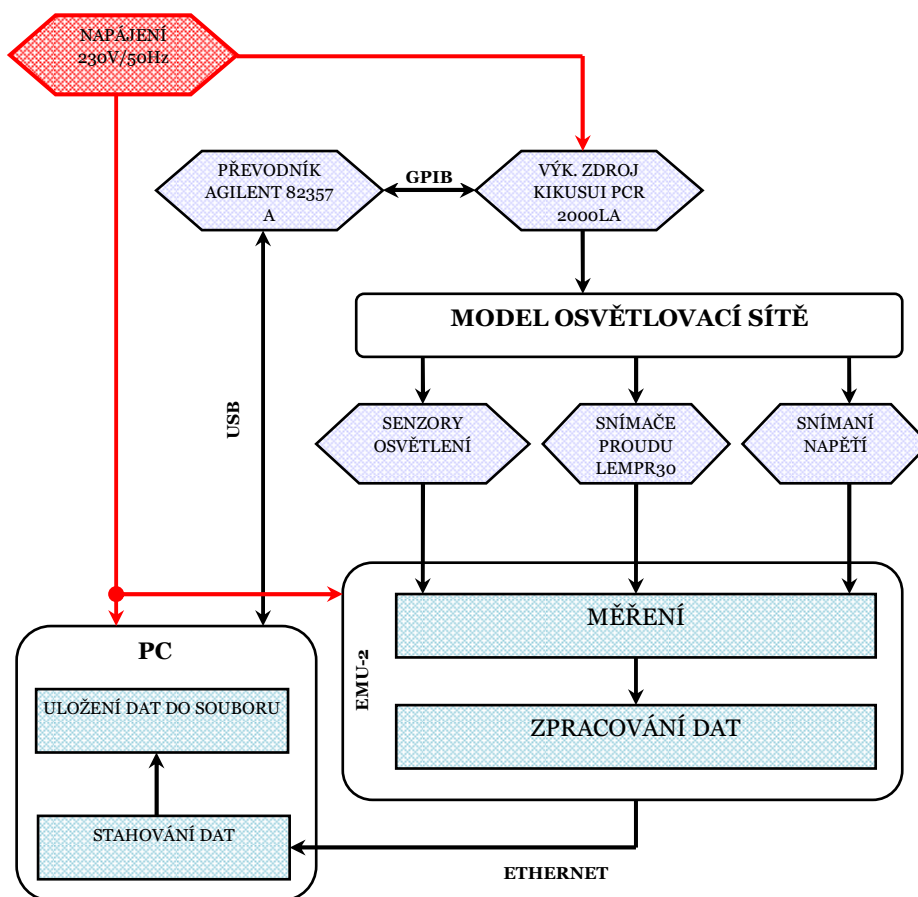 NAPÁJENÍ
230V/50Hz
PŘEVODNÍK
AGILENT 82357
A
GPIB
VÝK. ZDROJ
KIKUSUI PCR
2000LA
MODEL OSVĚTLOVACÍ SÍTĚ
USB
SENZORY
OSVĚTLENÍ
SNÍMAČE
PROUDU
LEMPR30
SNÍMANÍ
NAPĚŤÍ
EMU-2
MĚŘENÍ
ZPRACOVÁNÍ DAT
PC
ULOŽENÍ DAT DO SOUBORU
STAHOVÁNÍ DAT
ETHERNET